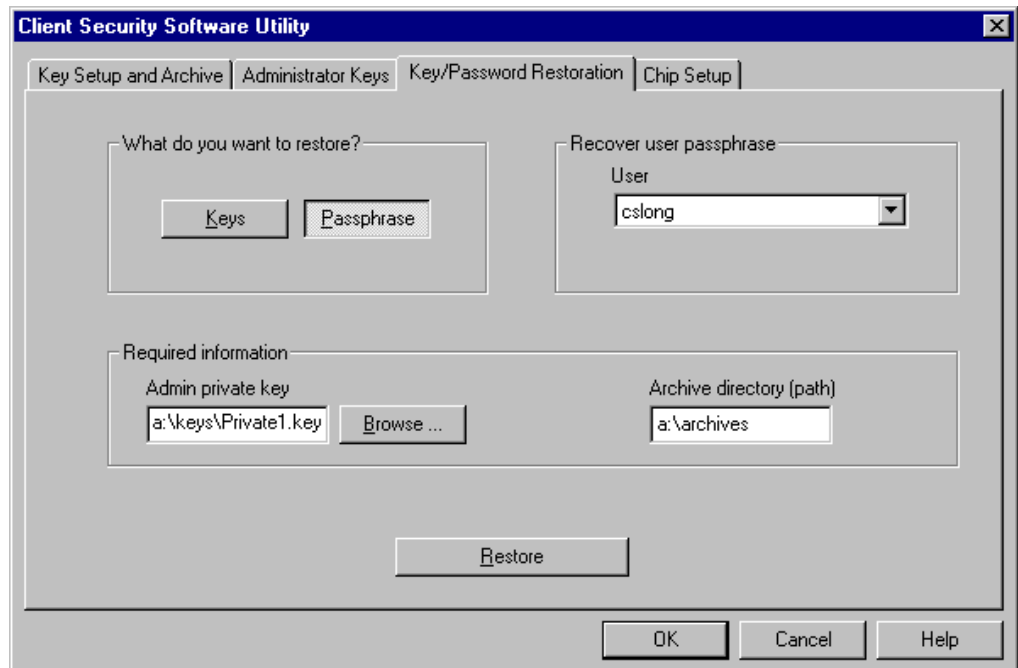 Client Security Software Utility
Key Setup and Archive
Administrator Keys
Key/Password Restoration
Chip Setup
What do you want to restore?
Keys
Passphrase
Recover user passphrase
User
cslong
Required information
Admin private key
a:\keys\Private1.key
Browse ...
Archive directory (path)
a:\archives
Restore
OK
Cancel
Help